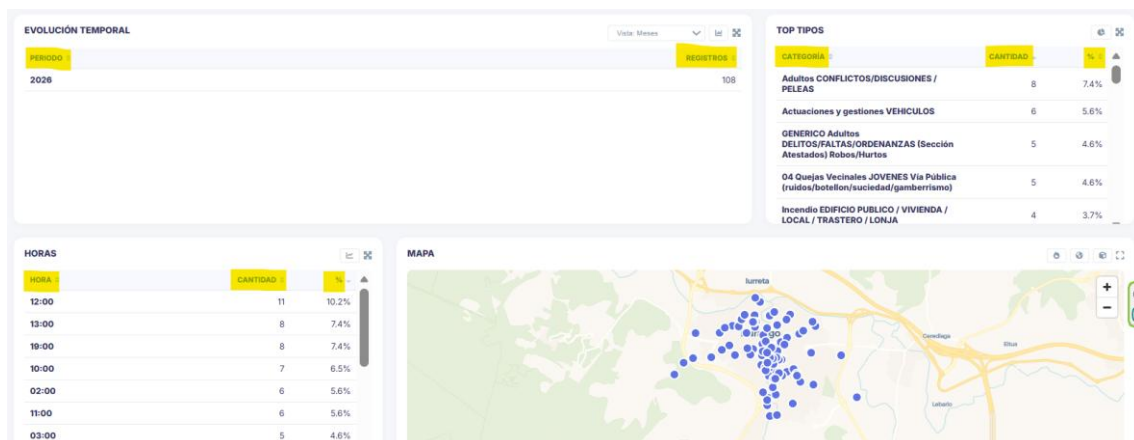 EVOLUCIÓN TEMPORAL
Vista: Meses
PERIODO
REGISTROS
2026
108
TOP TIPOS
CATEGORÍA
CANTIDAD
%
Adultos CONFLICTOS/DISCUSIONES /
PELEAS
8
7.4%
Actuaciones y gestiones VEHICULOS
6
5.6%
GENERICO Adultos
DELITOS/FALTAS/ORDENANZAS (Sección
Atestados) Robos/Hurtos
5
4.6%
04 Quejas Vecinales JOVENES Vía Pública
(ruidos/botellon/suciedad/gamberrismo)
5
4.6%
Incendio EDIFICIO PUBLICO / VIVIENDA /
LOCAL / TRASTERO / LONJA
4
3.7%
HORAS
HORA
CANTIDAD
%
12:00
11
10.2%
13:00
8
7.4%
19:00
8
7.4%
10:00
7
6.5%
02:00
6
5.6%
11:00
6
5.6%
03:00
5
4.6%
MAPA
Iurreta
+
−